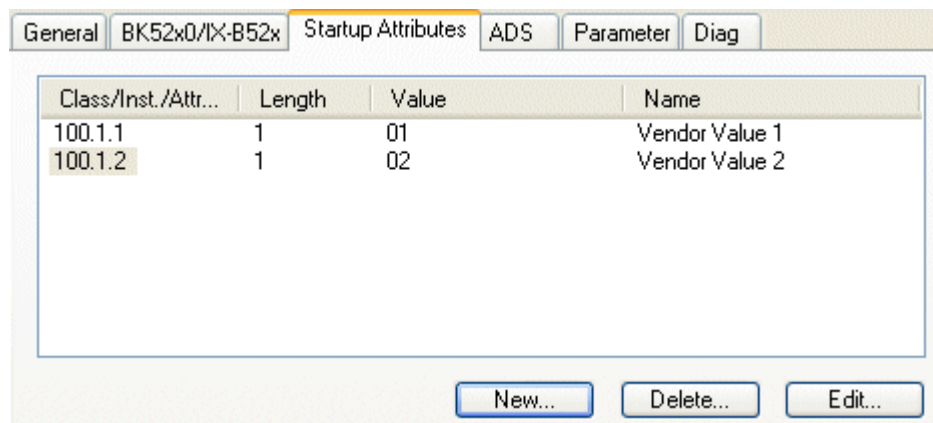 General BK52x0/IX-B52x Startup Attributes ADS Parameter Diag
Class/Inst./Attr... Length Value Name
100.1.1 1 01 Vendor Value 1
100.1.2 1 02 Vendor Value 2
New... Delete... Edit...